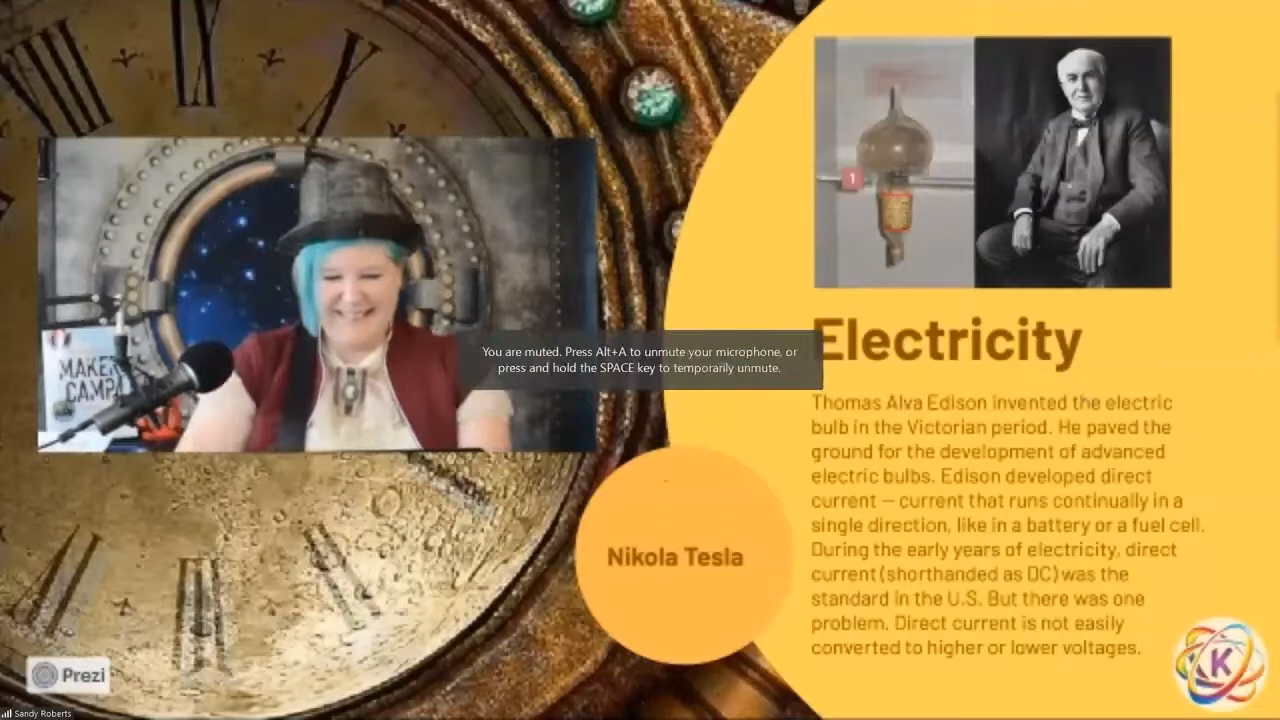 MAKER
CAMP
You are muted. Press Alt+A to unmute your microphone, or
press and hold the SPACE key to temporarily unmute.
1
Electricity
Thomas Alva Edison invented the electric
bulb in the Victorian period. He paved the
ground for the development of advanced
electric bulbs. Edison developed direct
current — current that runs continually in a
single direction, like in a battery or a fuel cell.
During the early years of electricity, direct
current (shorthanded as DC) was the
standard in the U.S. But there was one
problem. Direct current is not easily
converted to higher or lower voltages.
Nikola Tesla
K
Prezi
Sandy Roberts